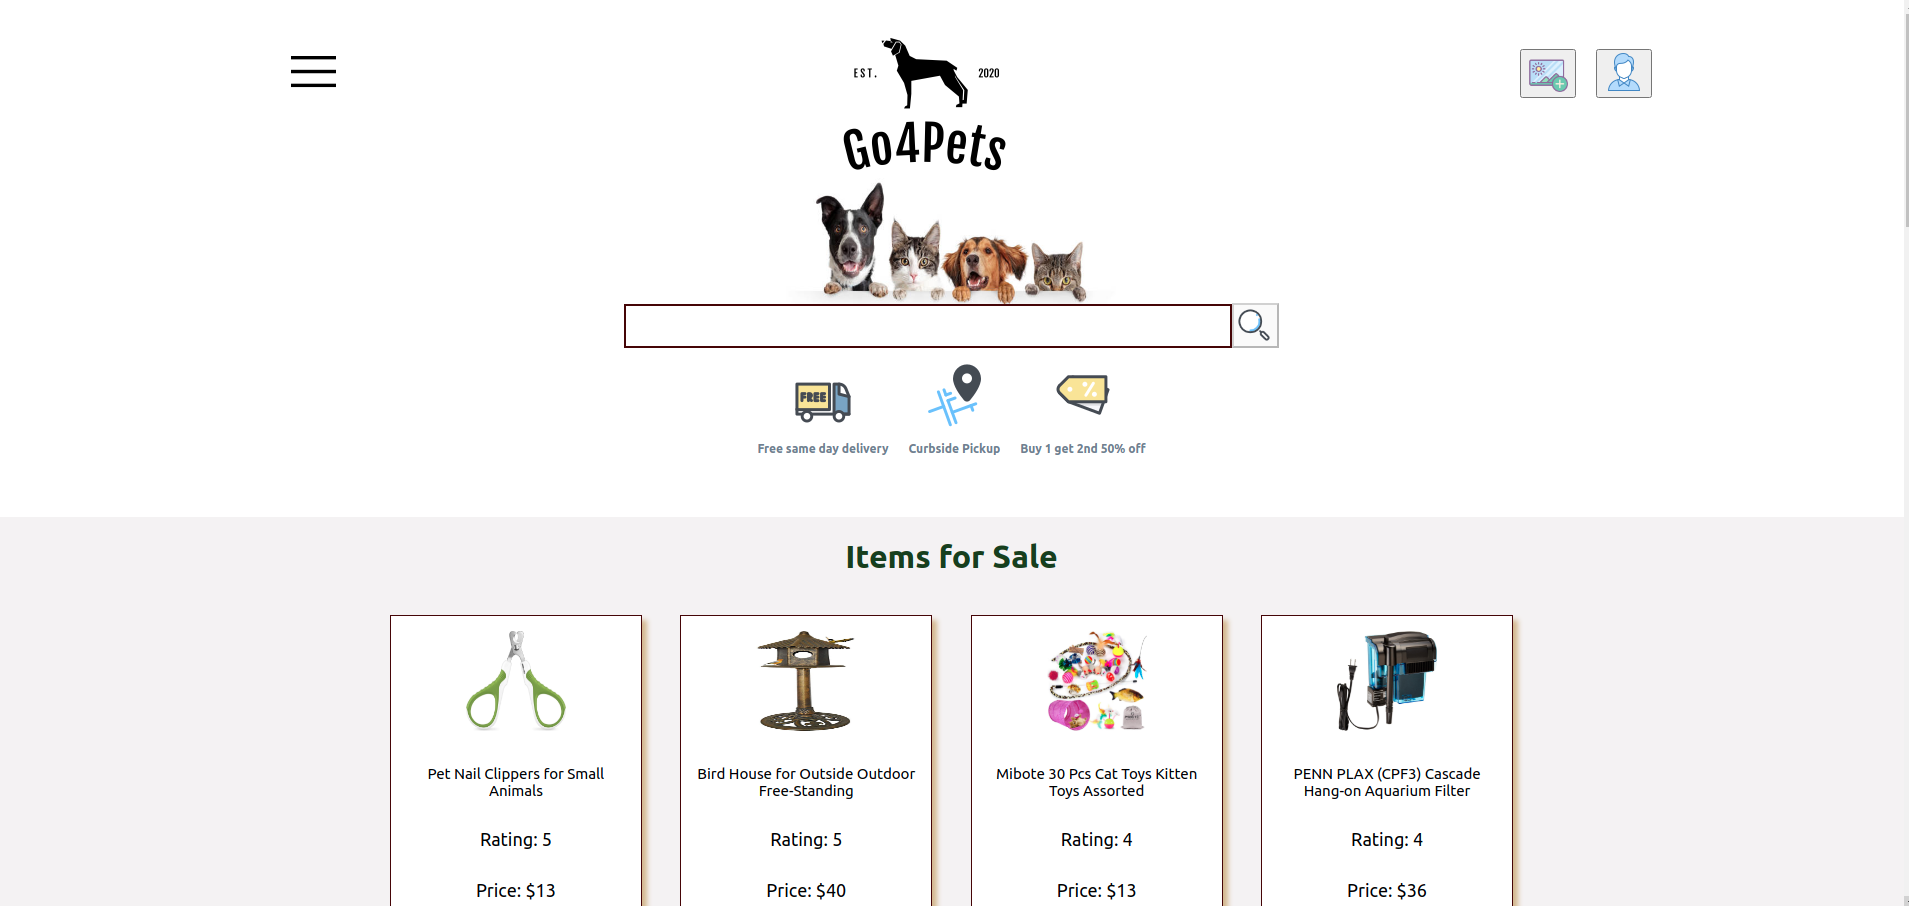 EST. 2020
Go4Pets
FREE
%
Free same day delivery Curbside Pickup Buy 1 get 2nd 50% off
Items for Sale
Pet Nail Clippers for Small
Animals
Rating: 5
Price: $13
Bird House for Outside Outdoor
Free-Standing
Rating: 5
Price: $40
Mibote 30 Pcs Cat Toys Kitten
Toys Assorted
Rating: 4
Price: $13
PENN PLAX (CPF3) Cascade
Hang-on Aquarium Filter
Rating: 4
Price: $36